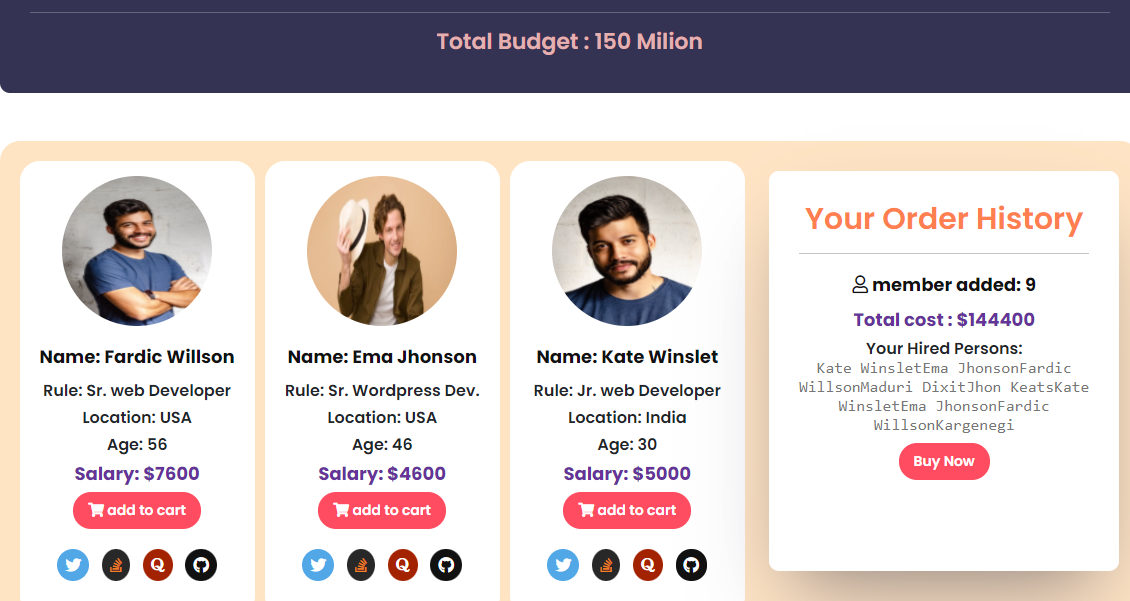 Total Budget : 150 Milion
Name: Fardic Willson
Rule: Sr. web Developer
Location: USA
Age: 56
Salary: $7600
add to cart
Name: Ema Jhonson
Rule: Sr. Wordpress Dev.
Location: USA
Age: 46
Salary: $4600
add to cart
Name: Kate Winslet
Rule: Jr. web Developer
Location: India
Age: 30
Salary: $5000
add to cart
Your Order History
member added: 9
Total cost : $144400
Your Hired Persons:
Kate WinsletEma JhonsonFardic
WillsonMaduri DixitJhon KeatsKate
WinsletEma JhonsonFardic
WillsonKargenegi
Buy Now